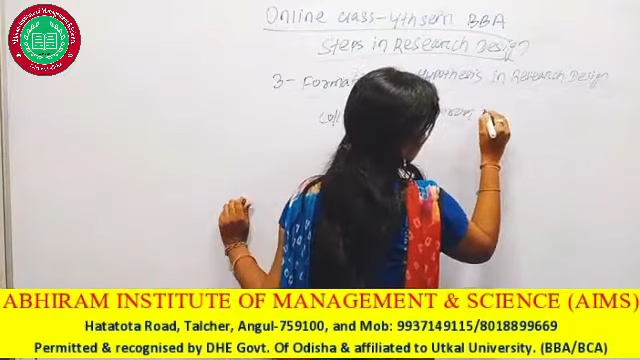 Online class-4th sem BBA
Steps in Research Design
3- Hypothesis in Research Design
ABHIRAM INSTITUTE OF MANAGEMENT & SCIENCE (AIMS)
Hatatota Road, Talcher, Angul-759100, and Mob: 9937149115/8018899669
Permitted & recognised by DHE Govt. Of Odisha & affiliated to Utkal University. (BBA/BCA)